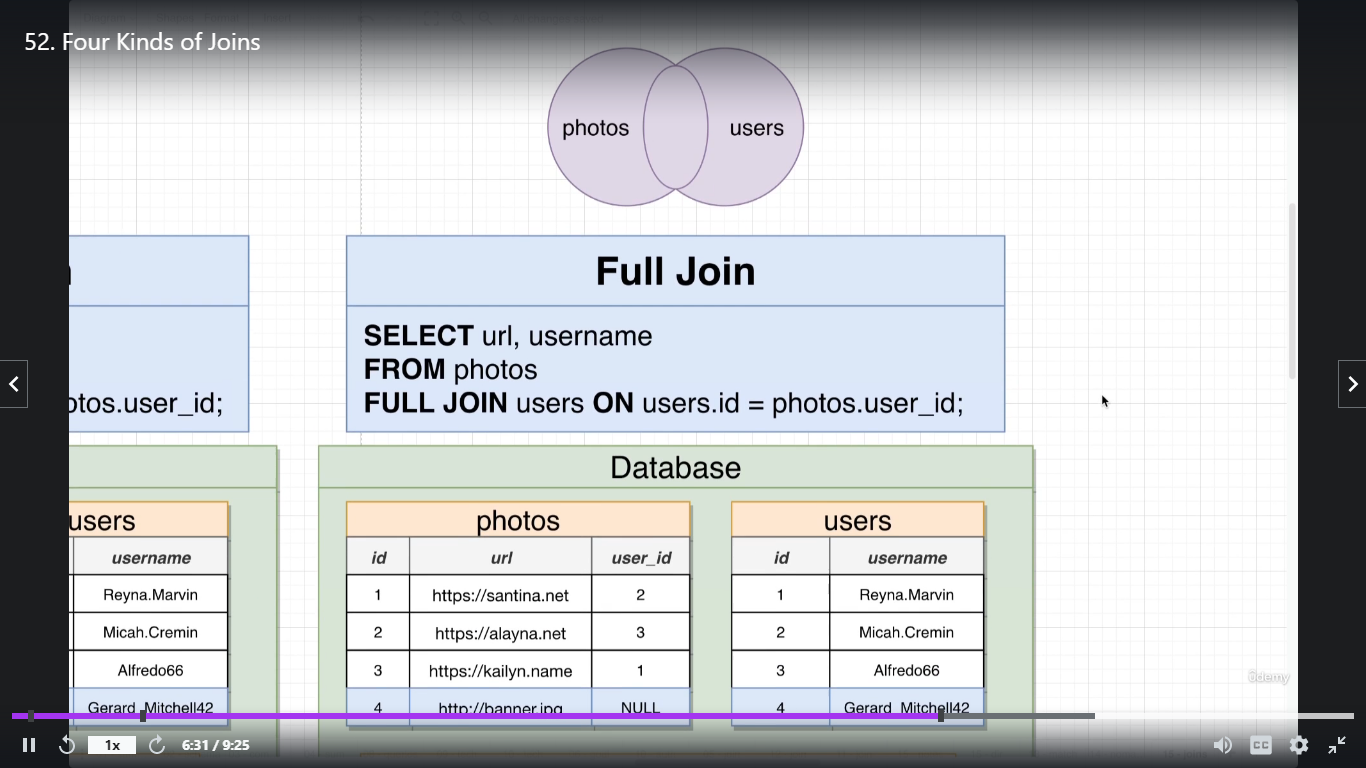 52. Four Kinds of Joins
photos users
Full Join
SELECT url, username
FROM photos
FULL JOIN users ON users.id = photos.user_id;
otos.user_id;
Database
users
username
Reyna.Marvin
Micah.Cremin
Alfredo66
Gerard_Mitchell42
photos
id url user_id
1 https://santina.net 2
2 https://alayna.net 3
3 https://kailyn.name 1
4 http://banner.jpg NULL
users
id username
1 Reyna.Marvin
2 Micah.Cremin
3 Alfredo66
4 Gerard_Mitchell42
ûdemy
1x 6:31 / 9:25 CC